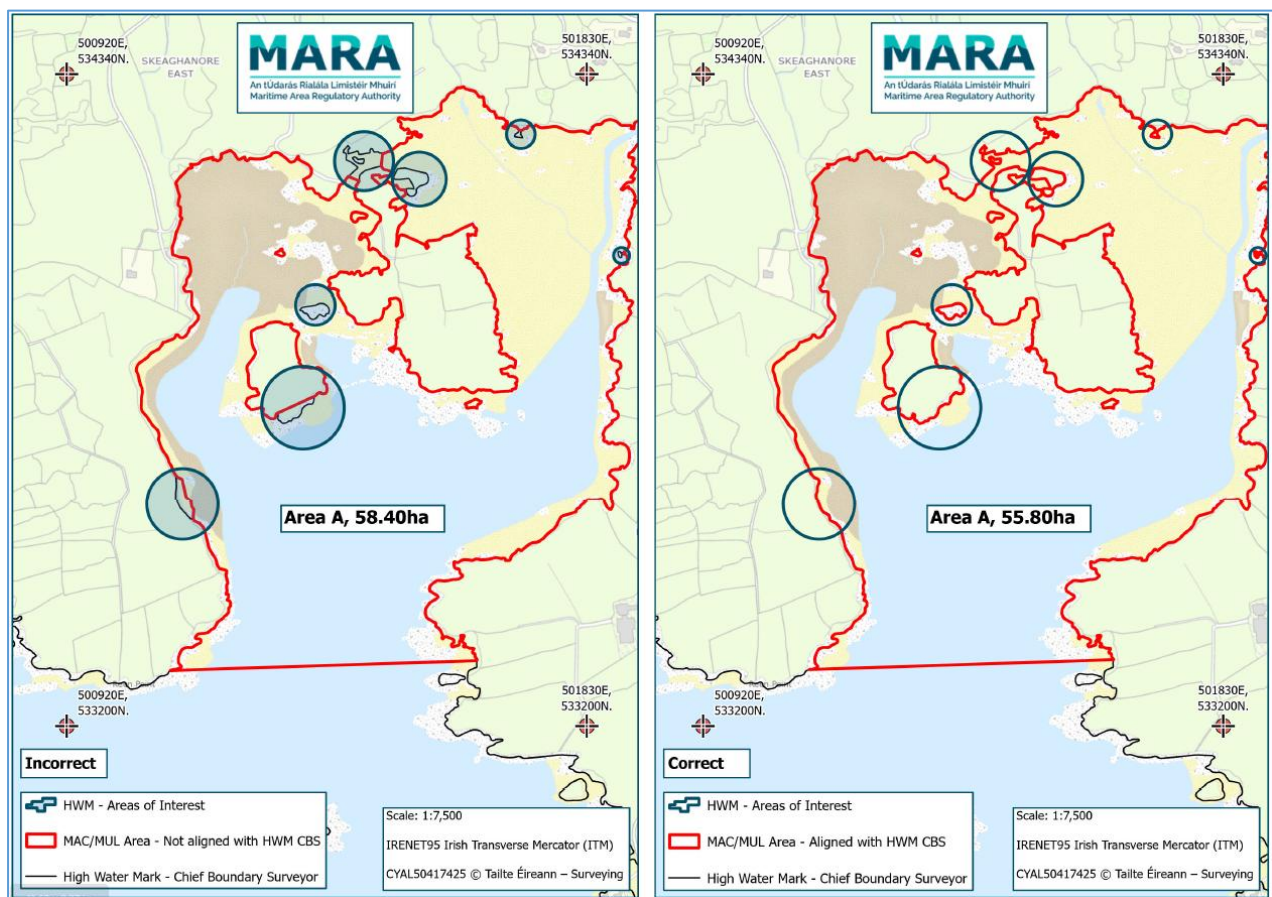 500920E,
534340N.
SKEAGHANORE
EAST
MARA
An tÚdarás Rialála Limistéir Mhuirí
Maritime Area Regulatory Authority
501830E,
534340N.
Area A, 58.40ha
500920E,
533200N.
501830E,
533200N.
Incorrect
HWM - Areas of Interest
MAC/MUL Area - Not aligned with HWM CBS
High Water Mark - Chief Boundary Surveyor
Scale: 1:7,500
IRENET95 Irish Transverse Mercator (ITM)
CYAL50417425 © Tailte Éireann – Surveying
500920E,
534340N.
SKEAGHANORE
EAST
MARA
An tÚdarás Rialála Limistéir Mhuirí
Maritime Area Regulatory Authority
501830E,
534340N.
Area A, 55.80ha
500920E,
533200N.
501830E,
533200N.
Correct
HWM - Areas of Interest
MAC/MUL Area - Aligned with HWM CBS
High Water Mark - Chief Boundary Surveyor
Scale: 1:7,500
IRENET95 Irish Transverse Mercator (ITM)
CYAL50417425 © Tailte Éireann – Surveying